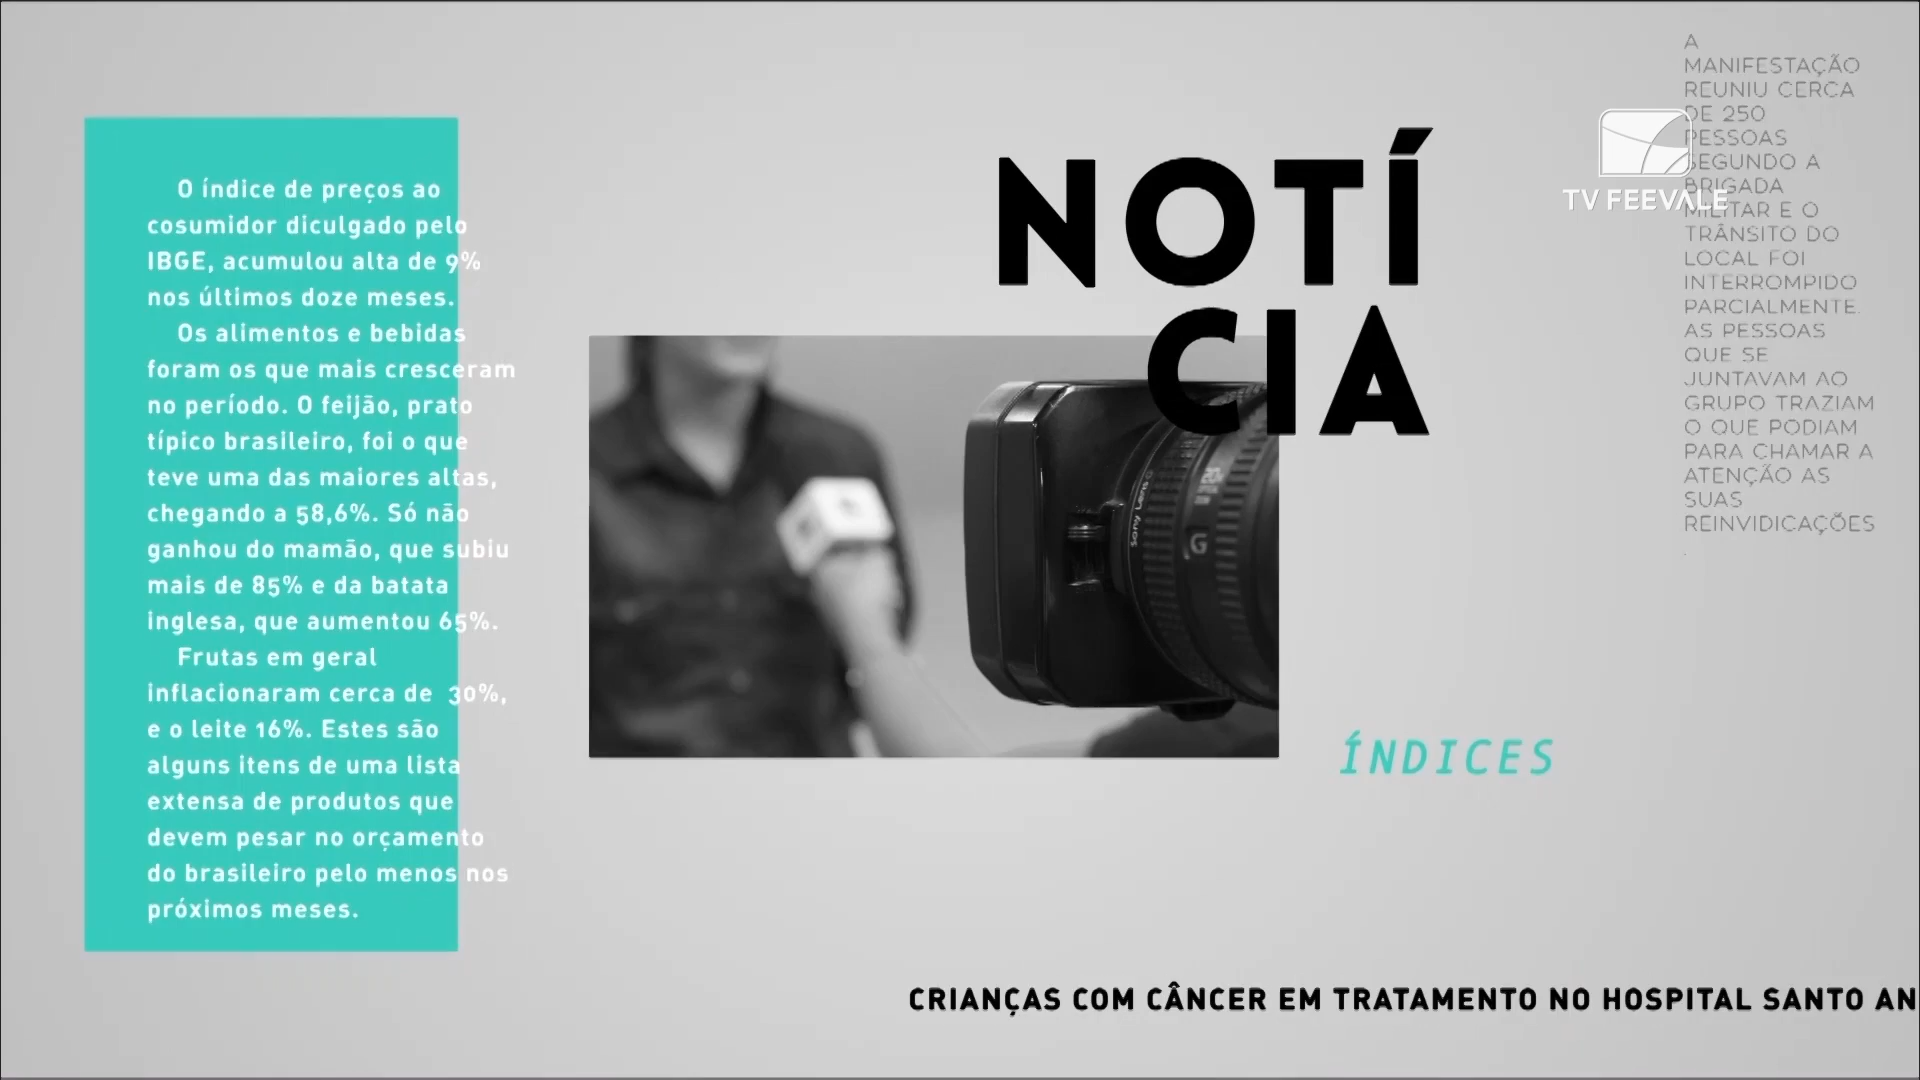 O índice de preços ao
cosumidor diculgado pelo
IBGE, acumulou alta de 9%
nos últimos doze meses.
Os alimentos e bebidas
foram os que mais cresceram
no período. O feijão, prato
típico brasileiro, foi o que
teve uma das maiores altas,
chegando a 58,6%. Só não
ganhou do mamão, que subiu
mais de 85% e da batata
inglesa, que aumentou 65%.
Frutas em geral
inflacionaram cerca de 30%,
e o leite 16%. Estes são
alguns itens de uma lista
extensa de produtos que
devem pesar no orçamento
do brasileiro pelo menos nos
próximos meses.
NOTÍ
CIA
Sony Lens G
G
ÍNDICES
A
MANIFESTAÇÃO
REUNIU CERCA
DE 250
PESSOAS
SEGUNDO A
BRIGADA
MILITAR E O
TRÂNSITO DO
LOCAL FOI
INTERROMPIDO
PARCIALMENTE.
AS PESSOAS
QUE SE
JUNTAVAM AO
GRUPO TRAZIAM
O QUE PODIAM
PARA CHAMAR A
ATENÇÃO AS
SUAS
REINVIDICAÇÕES
.
TV FEEVALE
CRIANÇAS COM CÂNCER EM TRATAMENTO NO HOSPITAL SANTO AN